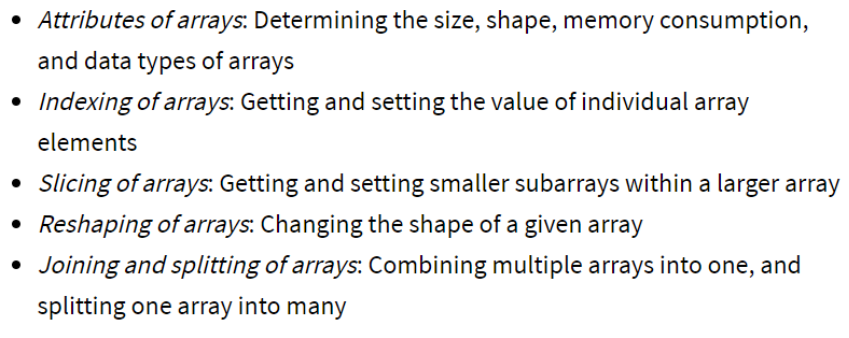 • Attributes of arrays: Determining the size, shape, memory consumption,
and data types of arrays
• Indexing of arrays: Getting and setting the value of individual array
elements
• Slicing of arrays: Getting and setting smaller subarrays within a larger array
• Reshaping of arrays: Changing the shape of a given array
• Joining and splitting of arrays: Combining multiple arrays into one, and
splitting one array into many